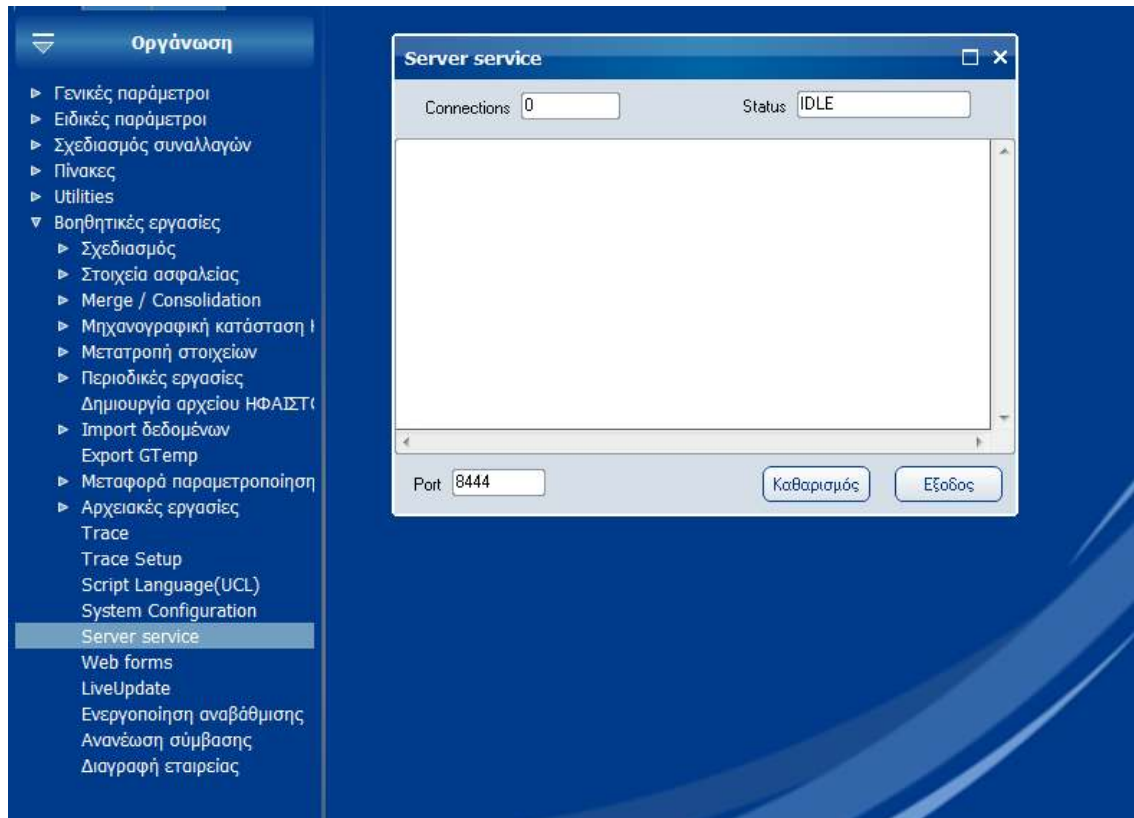 Οργάνωση
Γενικές παράμετροι
Ειδικές παράμετροι
Σχεδιασμός συναλλαγών
Πίνακες
Utilities
Βοηθητικές εργασίες
Σχεδιασμός
Στοιχεία ασφαλείας
Merge / Consolidation
Μηχανογραφική κατάσταση
Μετατροπή στοιχείων
Περιοδικές εργασίες
Δημιουργία αρχείου
Import δεδομένων
Export GTemp
Μεταφορά
Αρχειακές εργασίες
Trace
Trace Setup
Script Language(UCL)
System Configuration
Server service
Web forms
LiveUpdate
Ενεργοποίηση αναβάθμισης
Ανανέωση σύμβασης
Διαγραφή εταιρείας
Server service
Connections 0 Status IDLE
Port 8444 Καθαρισμός Εξοδος